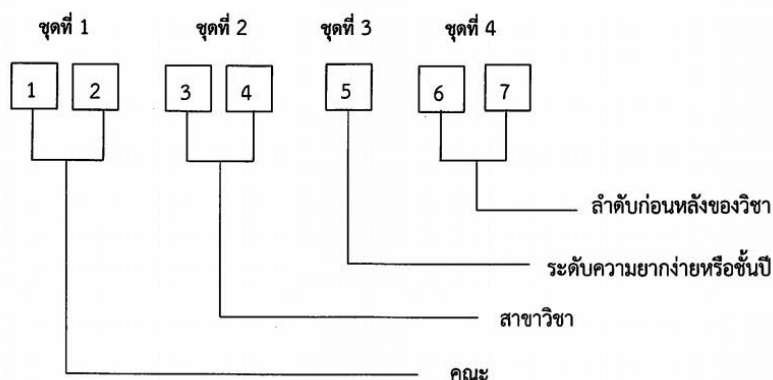 ชุดที่ 1 ชุดที่ 2 ชุดที่ 3 ชุดที่ 4
1 2 3 4 5 6 7
ลำดับก่อนหลังของวิชา
ระดับความยากง่ายหรือชั้นปี
สาขาวิชา
คณะ